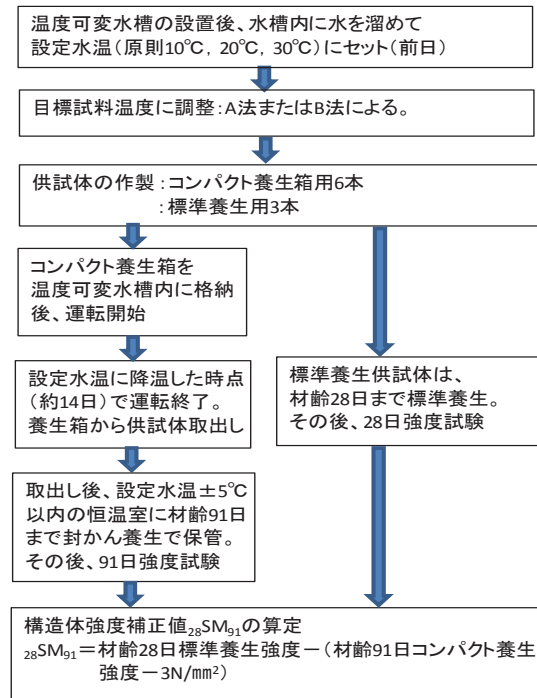 温度可変水槽の設置後、水槽内に水を溜めて
設定水温(原則10℃, 20℃, 30℃)にセット(前日)
目標試料温度に調整:A法またはB法による。
供試体の作製:コンパクト養生箱用6本
:標準養生用3本
コンパクト養生箱を
温度可変水槽内に格納
後、運転開始
設定水温に降温した時点
(約14日)で運転終了。
養生箱から供試体取出し
標準養生供試体は、
材齢28日まで標準養生。
その後、28日強度試験
取出し後、設定水温±5℃
以内の恒温室に材齢91日
まで封かん養生で保管。
その後、91日強度試験
構造体強度補正値₂₈SM₉₁の算定
₂₈SM₉₁=材齢28日標準養生強度-(材齢91日コンパクト養生
強度-3N/mm²)